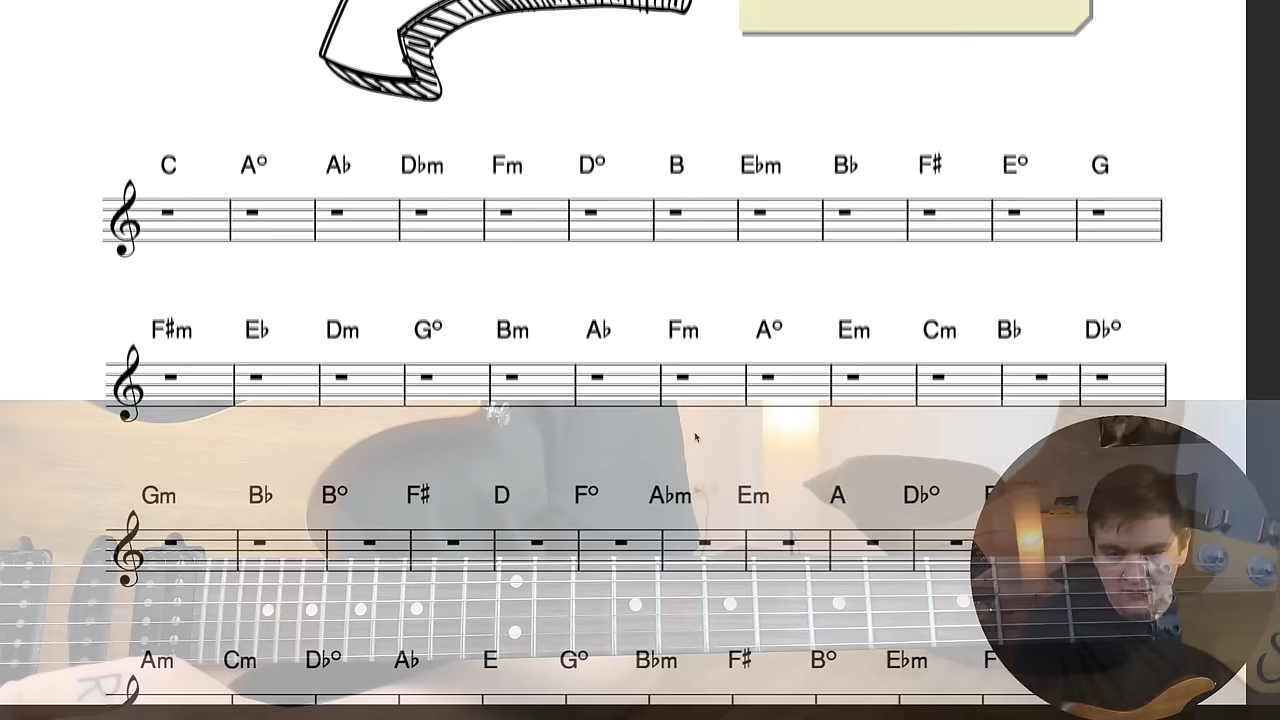 C A° A♭ D♭m Fm D° B E♭m B♭ F♯ E° G
F♯m E♭ Dm G° Bm A♭ Fm A° Em Cm B♭ D♭°
Gm B♭ B° F♯ D F° A♭m Em A D♭°
Am Cm D♭° A♭ E G° B♭m F♯ B° E♭m